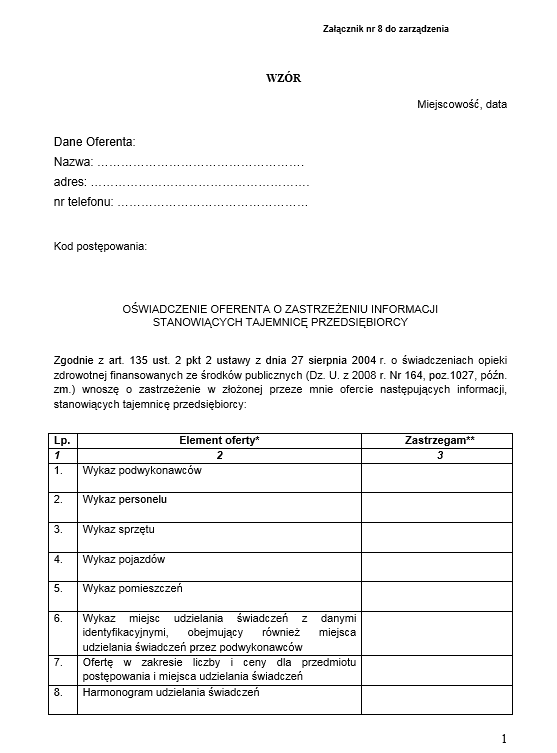 Załącznik nr 8 do zarządzenia
WZÓR
Miejscowość, data
Dane Oferenta:
Nazwa: …………………………………………….
adres: ……………………………………………….
nr telefonu: …………………………………………
Kod postępowania:
OŚWIADCZENIE OFERENTA O ZASTRZEŻENIU INFORMACJI
STANOWIĄCYCH TAJEMNICĘ PRZEDSIĘBIORCY
Zgodnie z art. 135 ust. 2 pkt 2 ustawy z dnia 27 sierpnia 2004 r. o świadczeniach opieki
zdrowotnej finansowanych ze środków publicznych (Dz. U. z 2008 r. Nr 164, poz.1027, późn.
zm.) wnoszę o zastrzeżenie w złożonej przeze mnie ofercie następujących informacji,
stanowiących tajemnicę przedsiębiorcy:
Lp. Element oferty* Zastrzegam**
1 2 3
1. Wykaz podwykonawców
2. Wykaz personelu
3. Wykaz sprzętu
4. Wykaz pojazdów
5. Wykaz pomieszczeń
6. Wykaz miejsc udzielania świadczeń z danymi
identyfikacyjnymi, obejmujący również miejsca
udzielania świadczeń przez podwykonawców
7. Ofertę w zakresie liczby i ceny dla przedmiotu
postępowania i miejsca udzielania świadczeń
8. Harmonogram udzielania świadczeń
1